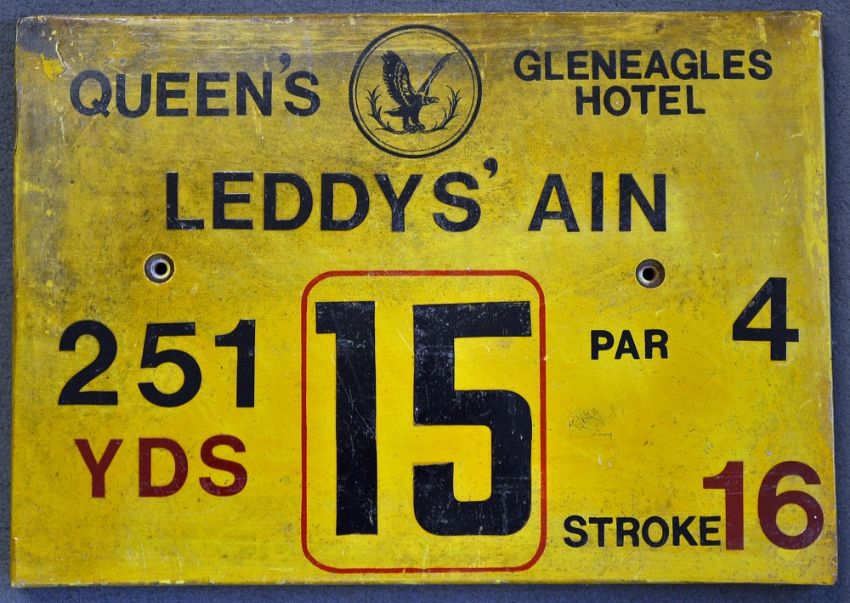 QUEEN'S
GLENEAGLES
HOTEL
LEDDYS' AIN
251
YDS
15
PAR 4
STROKE 16